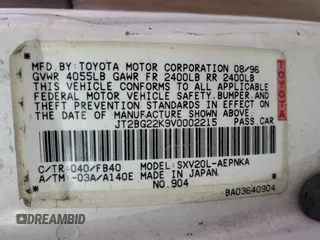 MFD.BY:TOYOTA MOTOR CORPORATION 08/96
GVWR 4055LB GAWR FR 2400LB RR 2400LB
THIS VEHICLE CONFORMS TO ALL APPLICABLE
FEDERAL MOTOR VEHICLE SAFETY,BUMPER,AND
THEFT PREVENTION STANDARDS IN EFFECT ON
THE DATE OF MANUFACTURE SHOWN ABOVE.
JT2BG22K9V0002215 PASS.CAR
C/TR:040/FB40 MODEL:SXV20L-AEPNKA
A/TM:-03A/A140E MADE IN JAPAN
NO.904
BA03640904
TOYOTA
DREAMBID